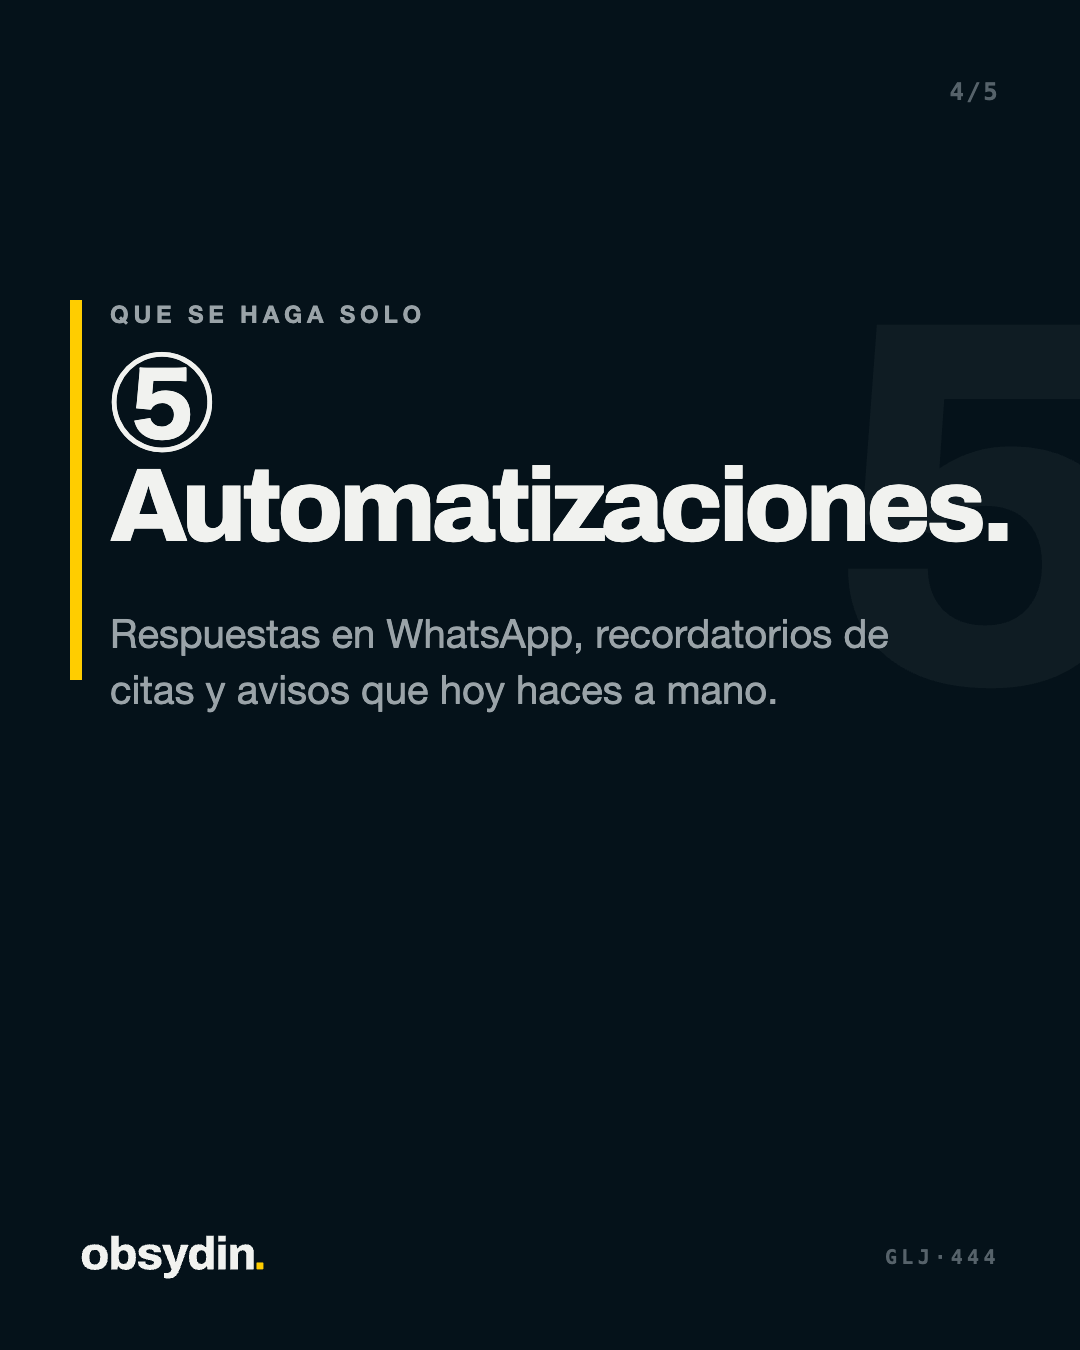 4/5
QUE SE HAGA SOLO
⑤
Automatizaciones.
5
Respuestas en WhatsApp, recordatorios de
citas y avisos que hoy haces a mano.
obsydin.
GLJ·444